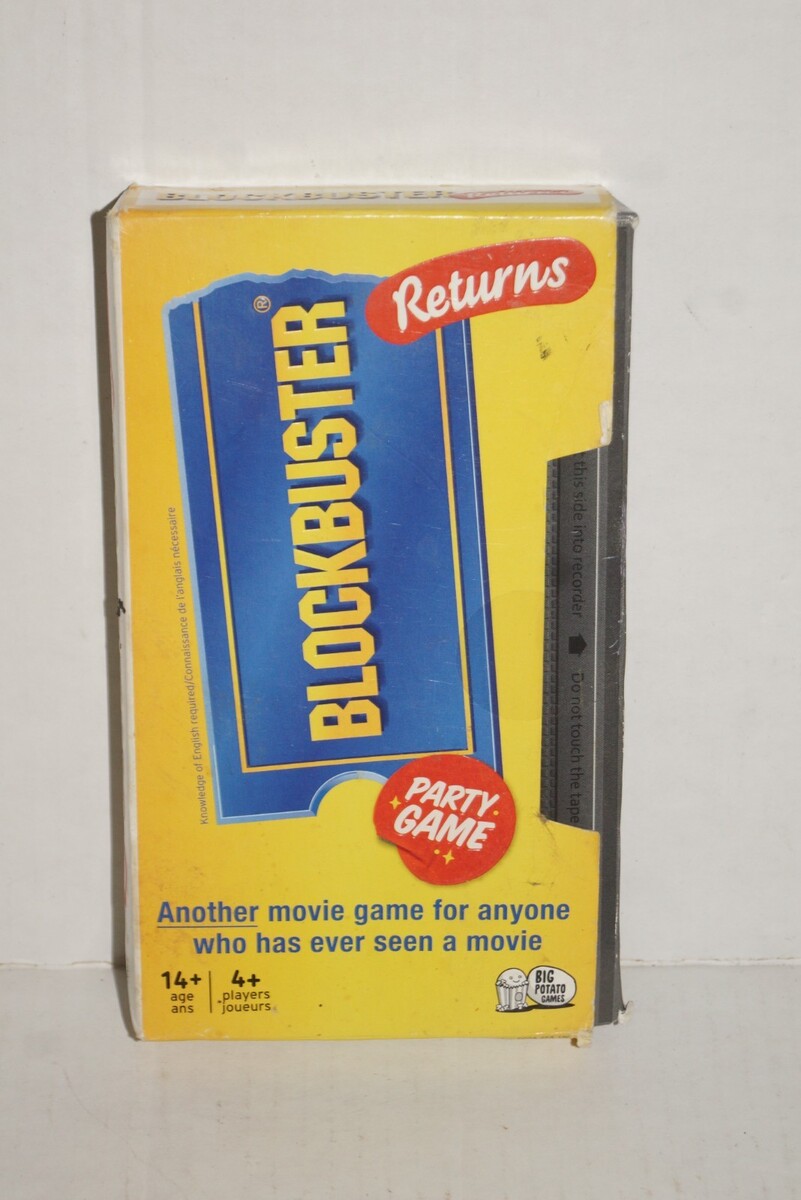 BLOCKBUSTER Returns
Returns
BLOCKBUSTER®
Knowledge of English required/Connaissance de l'anglais nécessaire
this side into recorder
Do not touch the tape
PARTY
GAME
Another movie game for anyone
who has ever seen a movie
14+
age
ans
4+
players
joueurs
BIG
POTATO
GAMES